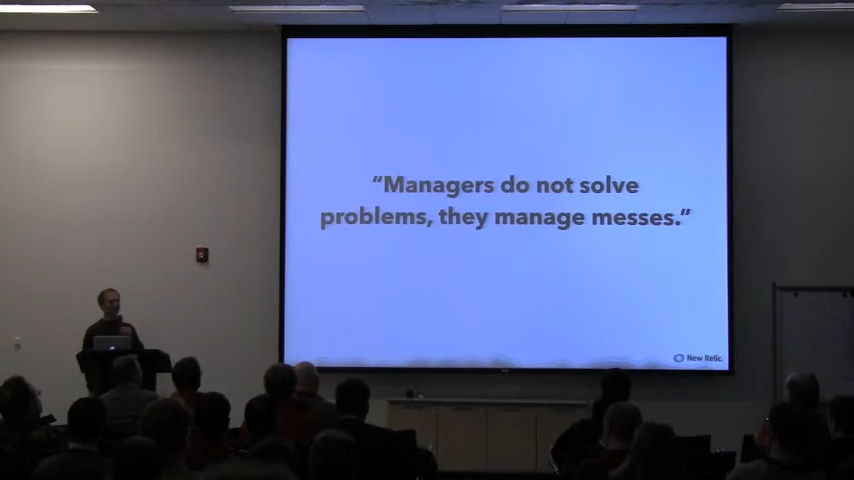 “Managers do not solve
problems, they manage messes.”
New Relic.